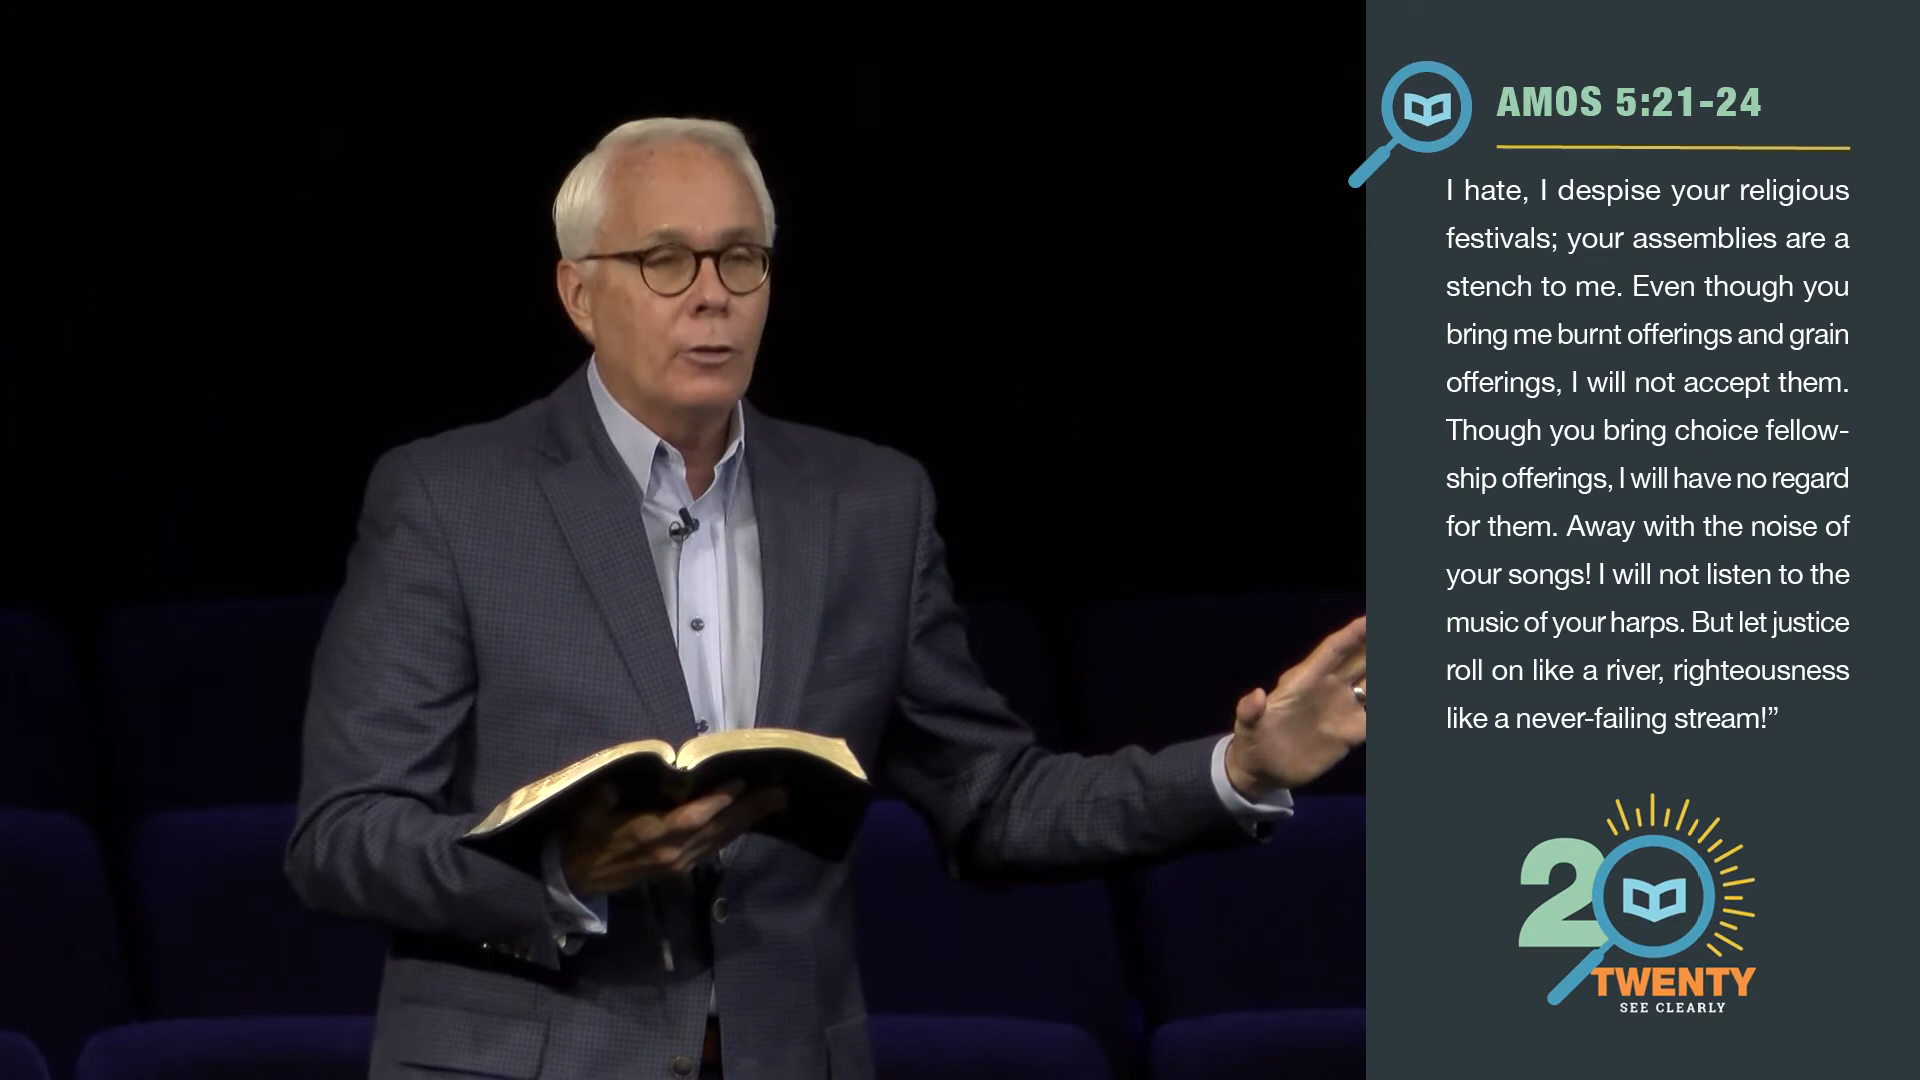 AMOS 5:21-24
I hate, I despise your religious
festivals; your assemblies are a
stench to me. Even though you
bring me burnt offerings and grain
offerings, I will not accept them.
Though you bring choice fellow-
ship offerings, I will have no regard
for them. Away with the noise of
your songs! I will not listen to the
music of your harps. But let justice
roll on like a river, righteousness
like a never-failing stream!”
20
TWENTY
SEE CLEARLY